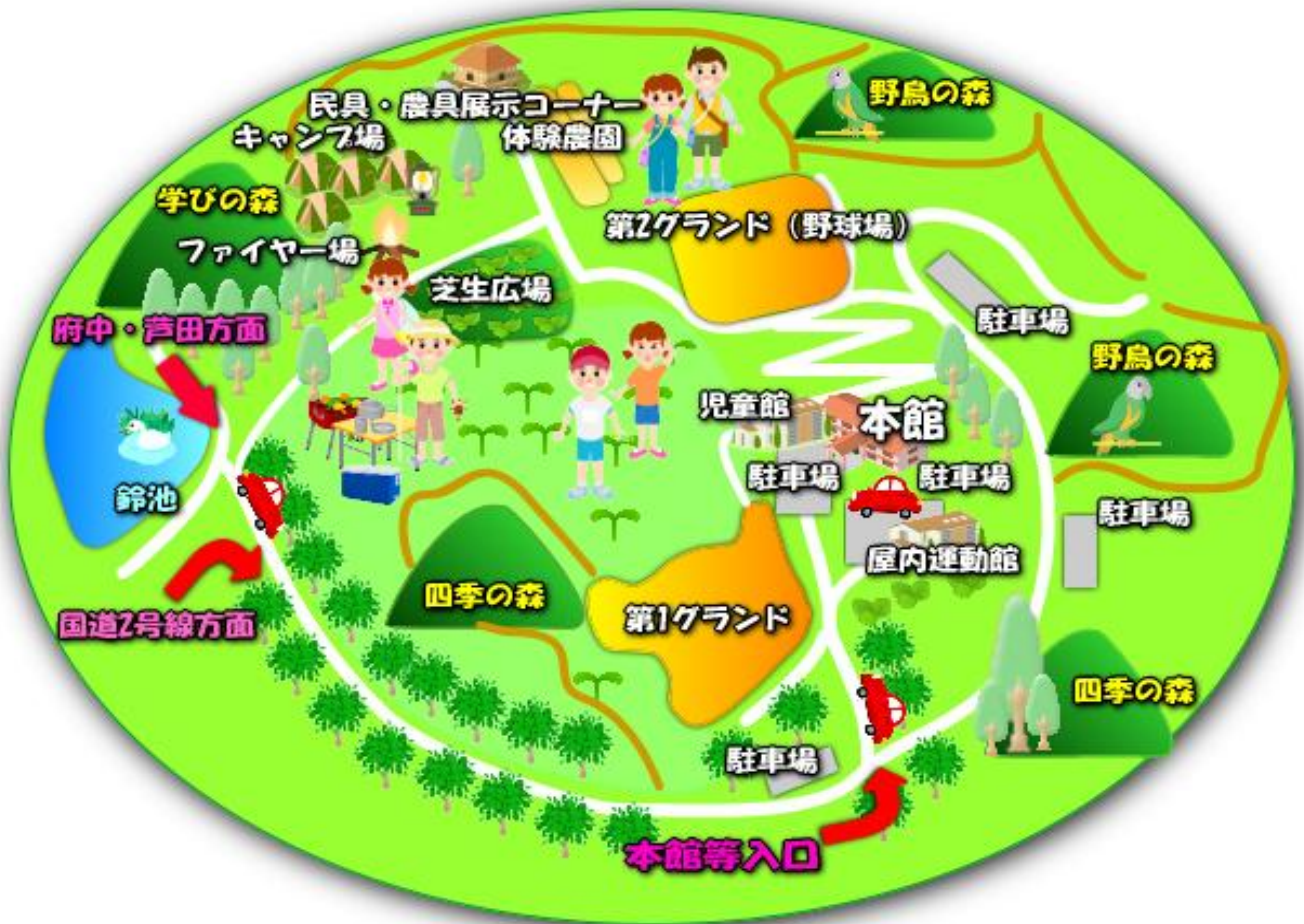 野鳥の森
民具・農具展示コーナー
キャンプ場
体験農園
学びの森
第2グランド（野球場）
ファイヤー場
芝生広場
駐車場
府中・芦田方面
野鳥の森
児童館
本館
駐車場
駐車場
鈴池
駐車場
屋内運動館
四季の森
第1グランド
国道2号線方面
四季の森
駐車場
本館等入口